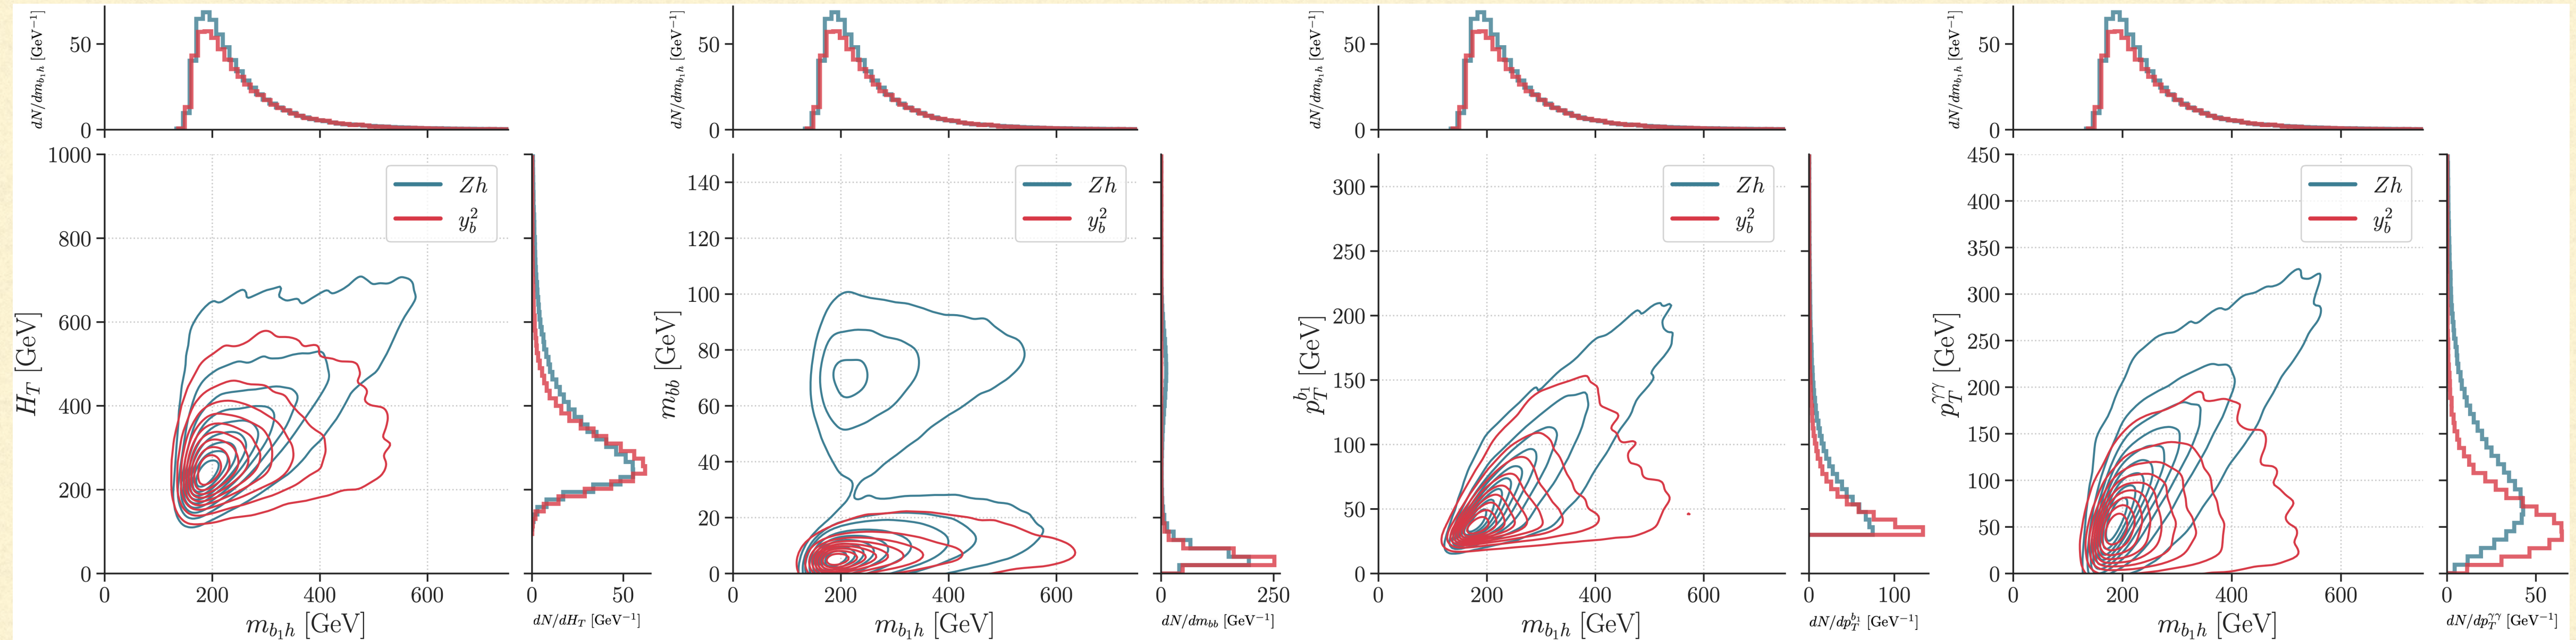 dN/dm_{b_1h} [GeV^{-1}]
50
0
1000
800
600
400
200
0
H_T [GeV]
Zh
y_b^2
0 200 400 600
m_{b_1h} [GeV]
0 50
dN/dH_T [GeV^{-1}]
dN/dm_{b_1h} [GeV^{-1}]
50
0
140
120
100
80
60
40
20
0
m_{bb} [GeV]
Zh
y_b^2
0 200 400 600
m_{b_1h} [GeV]
0 250
dN/dm_{bb} [GeV^{-1}]
dN/dm_{b_1h} [GeV^{-1}]
50
0
300
250
200
150
100
50
0
p_T^{b_1} [GeV]
Zh
y_b^2
0 200 400 600
m_{b_1h} [GeV]
0 100
dN/dp_T^{b_1} [GeV^{-1}]
dN/dm_{b_1h} [GeV^{-1}]
50
0
450
400
350
300
250
200
150
100
50
0
p_T^{γγ} [GeV]
Zh
y_b^2
0 200 400 600
m_{b_1h} [GeV]
0 50
dN/dp_T^{γγ} [GeV^{-1}]